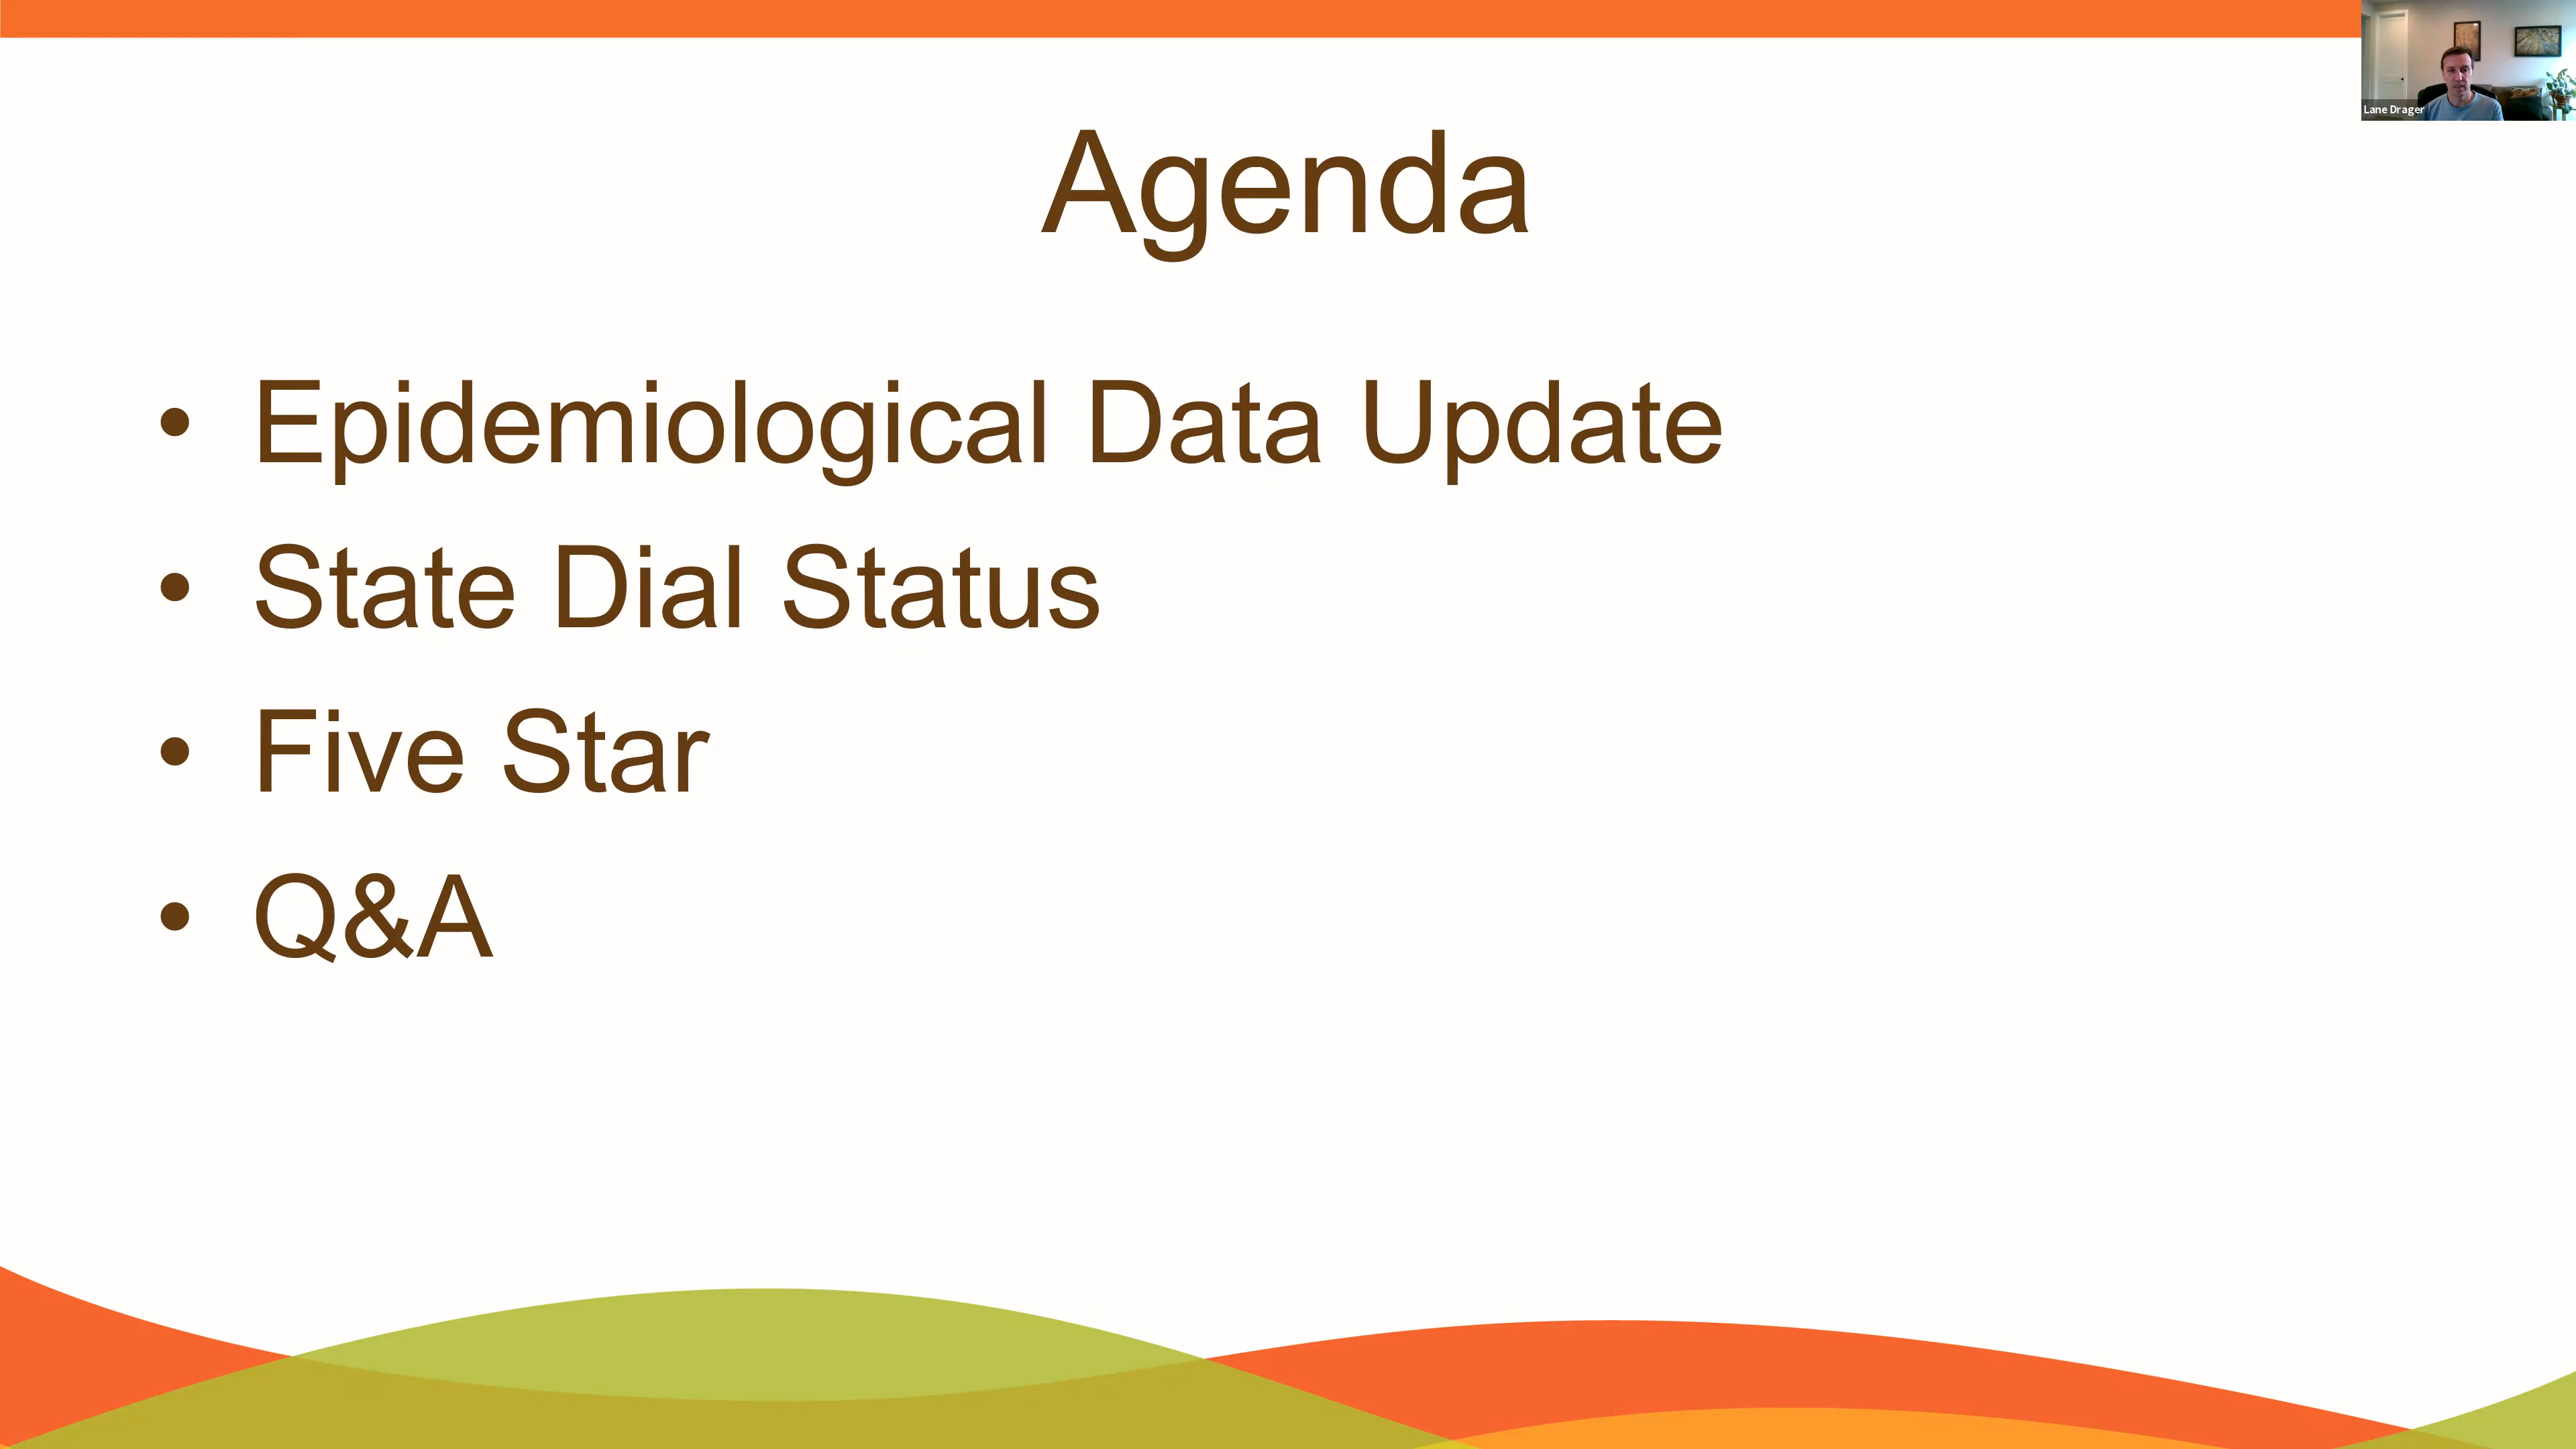 Lane Drager
Agenda
• Epidemiological Data Update
• State Dial Status
• Five Star
• Q&A